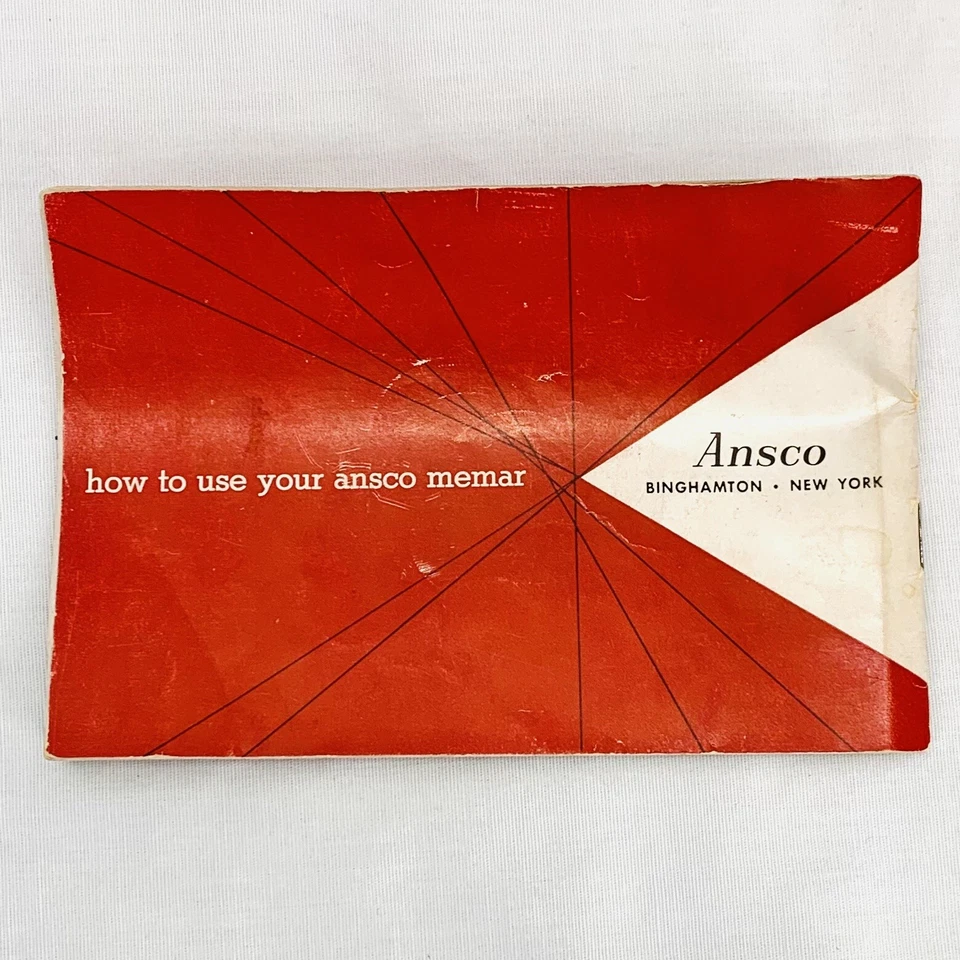 how to use your ansco memar
Ansco
BINGHAMTON • NEW YORK